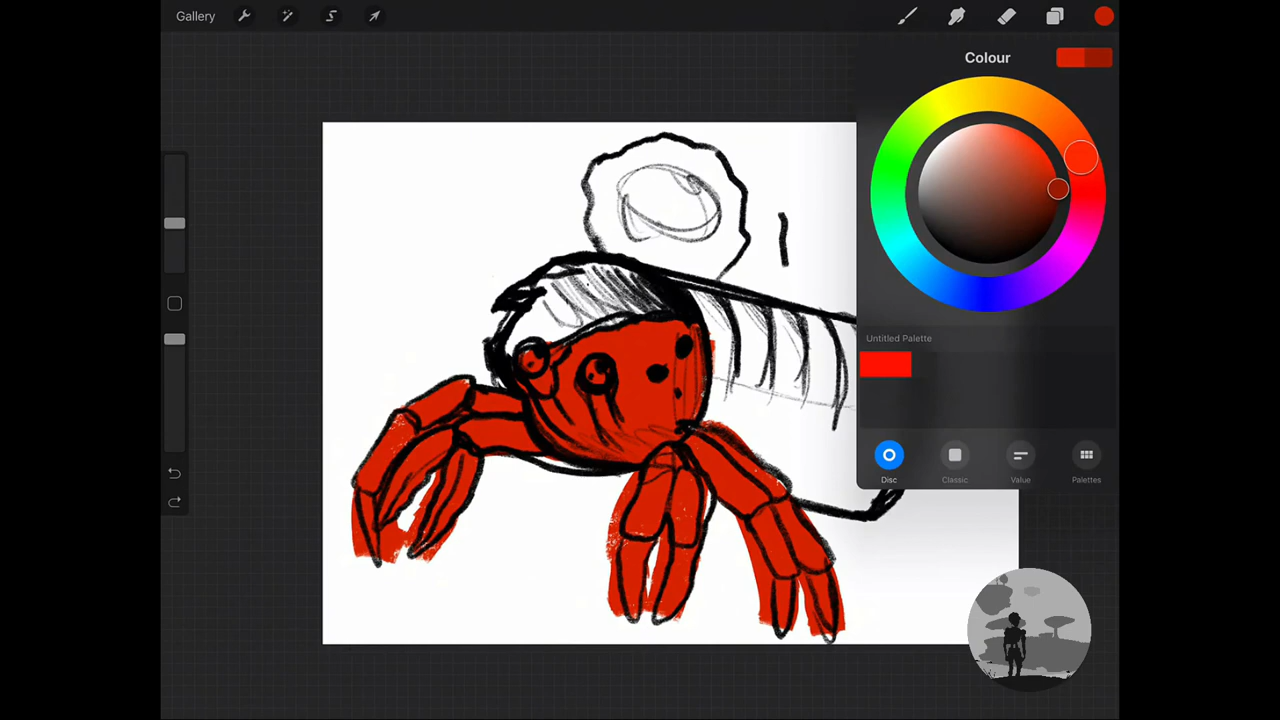 Gallery
Colour
Untitled Palette
Disc
Classic
Value
Palettes